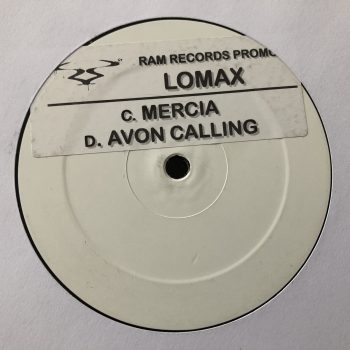 RAM RECORDS PROMO
LOMAX
C. MERCIA
D. AVON CALLING